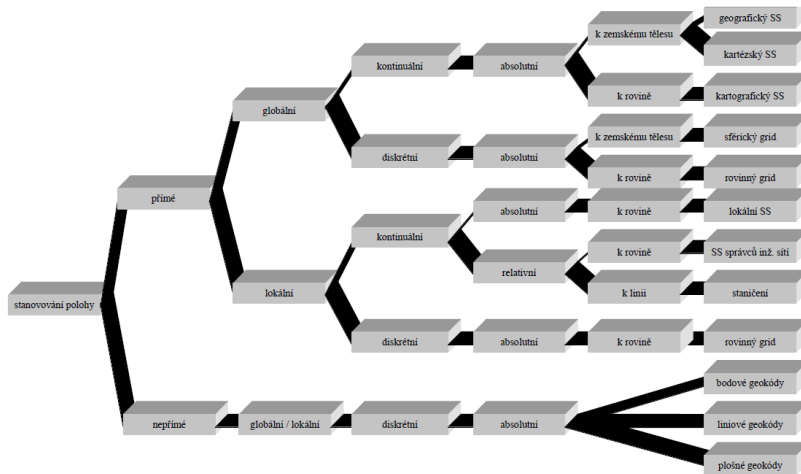 geografický SS
k zemskému tělesu
kartézský SS
kontinuální
absolutní
k rovině
kartografický SS
globální
k zemskému tělesu
sférický grid
diskrétní
absolutní
k rovině
rovinný grid
přímé
absolutní
k rovině
lokální SS
kontinuální
k rovině
SS správců inž. sítí
relativní
lokální
k linii
staničení
stanovování polohy
diskrétní
absolutní
k rovině
rovinný grid
bodové geokódy
nepřímé
globální / lokální
diskrétní
absolutní
liniové geokódy
plošné geokódy